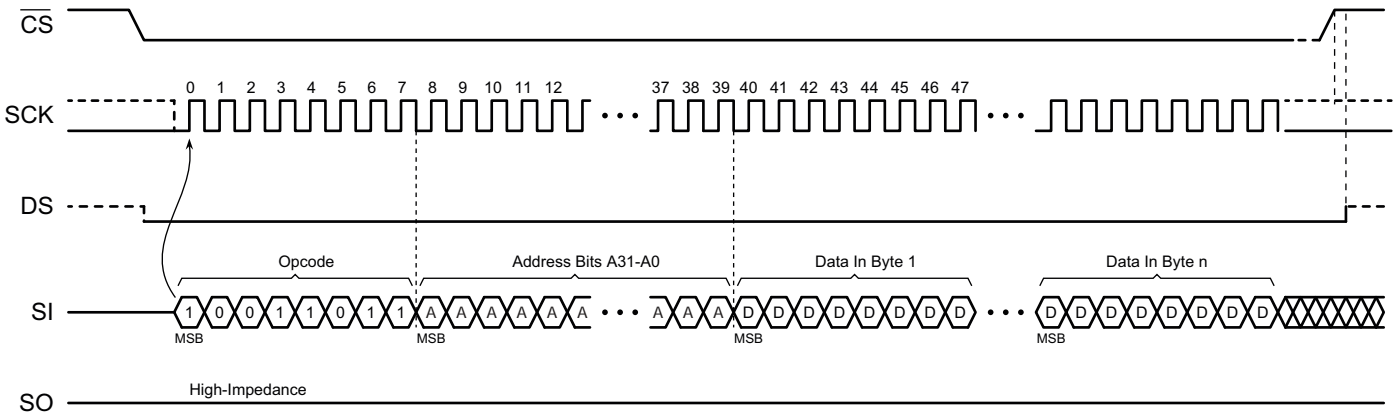 CS
SCK 0 1 2 3 4 5 6 7 8 9 10 11 12 37 38 39 40 41 42 43 44 45 46 47
DS
Opcode Address Bits A31-A0 Data In Byte 1 Data In Byte n
SI 1 0 0 1 1 0 1 1 A A A A A A A A A D D D D D D D D D D D D D D D D
MSB MSB MSB MSB
High-Impedance
SO